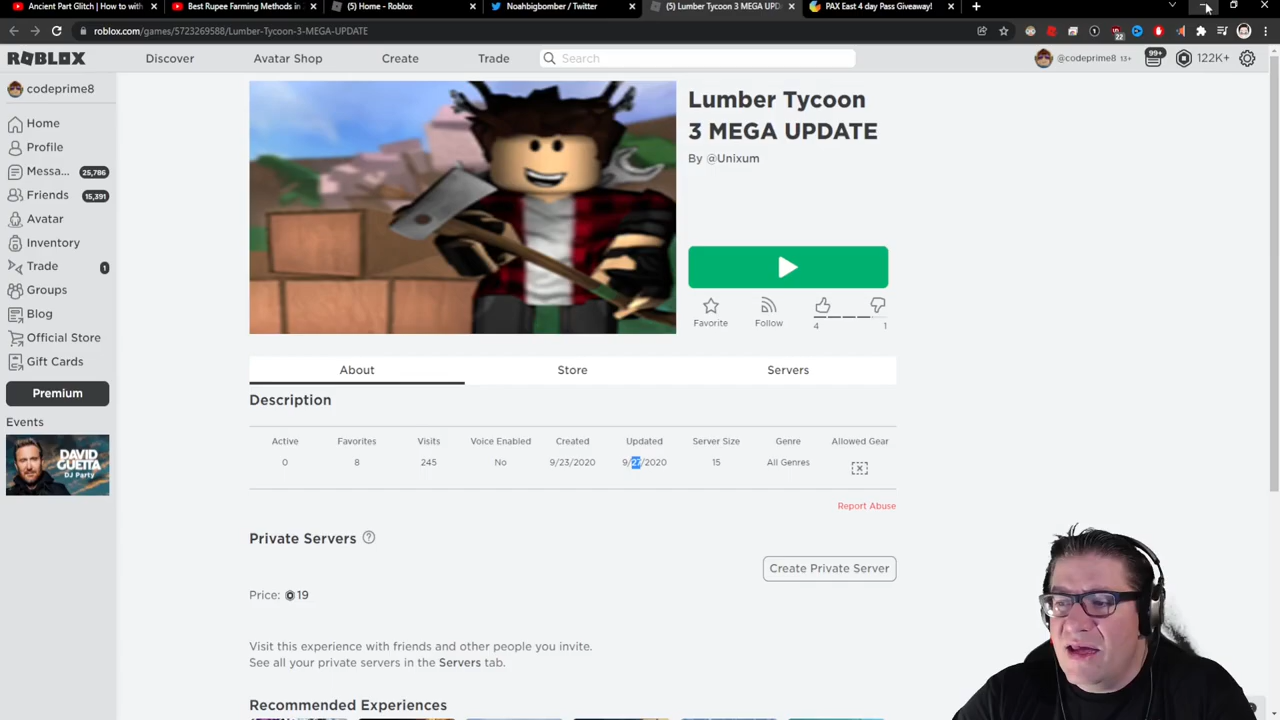 Ancient Part Glitch | How to with
Best Rupee Farming Methods in
(5) Home - Roblox
Noahbigbomber / Twitter
(5) Lumber Tycoon 3 MEGA UPD
PAX East 4 day Pass Giveaway!
roblox.com/games/5723269588/Lumber-Tycoon-3-MEGA-UPDATE
22
ROBLOX
Discover
Avatar Shop
Create
Trade
Search
@codeprime8 13+
99+
122K+
codeprime8
Home
Profile
Messa... 25,786
Friends 15,391
Avatar
Inventory
Trade 1
Groups
Blog
Official Store
Gift Cards
Premium
Events
DAVID
GUETTA
DJ PARTY
Lumber Tycoon
3 MEGA UPDATE
By @Unixum
Favorite
Follow
4
1
About
Store
Servers
Description
Active Favorites Visits Voice Enabled Created Updated Server Size Genre Allowed Gear
0 8 245 No 9/23/2020 9/27/2020 15 All Genres
Report Abuse
Private Servers ?
Create Private Server
Price: 19
Visit this experience with friends and other people you invite.
See all your private servers in the Servers tab.
Recommended Experiences